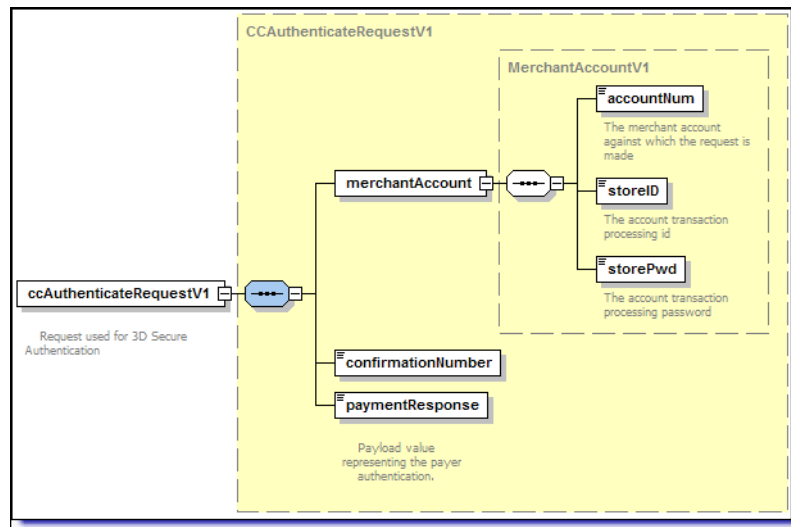 CCAuthenticateRequestV1
MerchantAccountV1
accountNum
The merchant account
against which the request is
made
merchantAccount
storeID
The account transaction
processing id
storePwd
The account transaction
processing password
ccAuthenticateRequestV1
Request used for 3D Secure
Authentication
confirmationNumber
paymentResponse
Payload value
representing the payer
authentication.